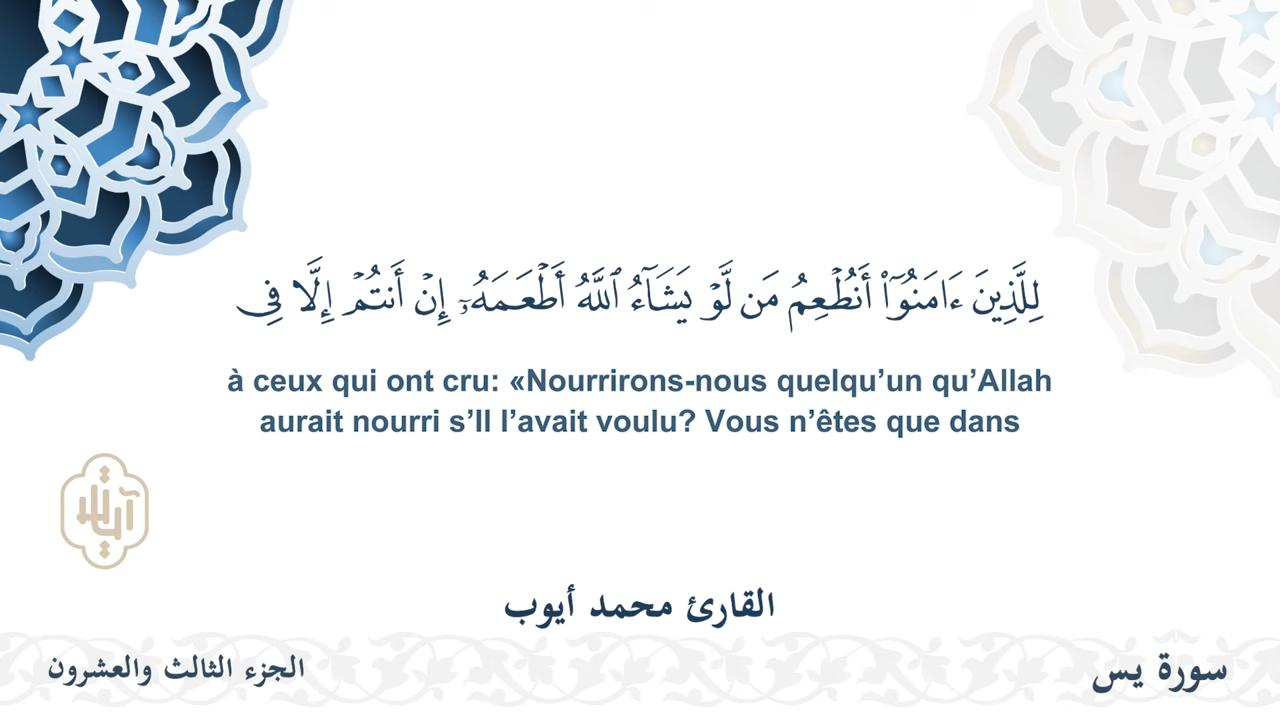 لِلَّذِينَ ءَامَنُوٓا۟ أَنُطْعِمُ مَن لَّوْ يَشَآءُ ٱللَّهُ أَطْعَمَهُۥٓ إِنْ أَنتُمْ إِلَّا فِى
à ceux qui ont cru: «Nourrirons-nous quelqu’un qu’Allah
aurait nourri s’Il l’avait voulu? Vous n’êtes que dans
القارئ محمد أيوب
سورة يس
الجزء الثالث والعشرون